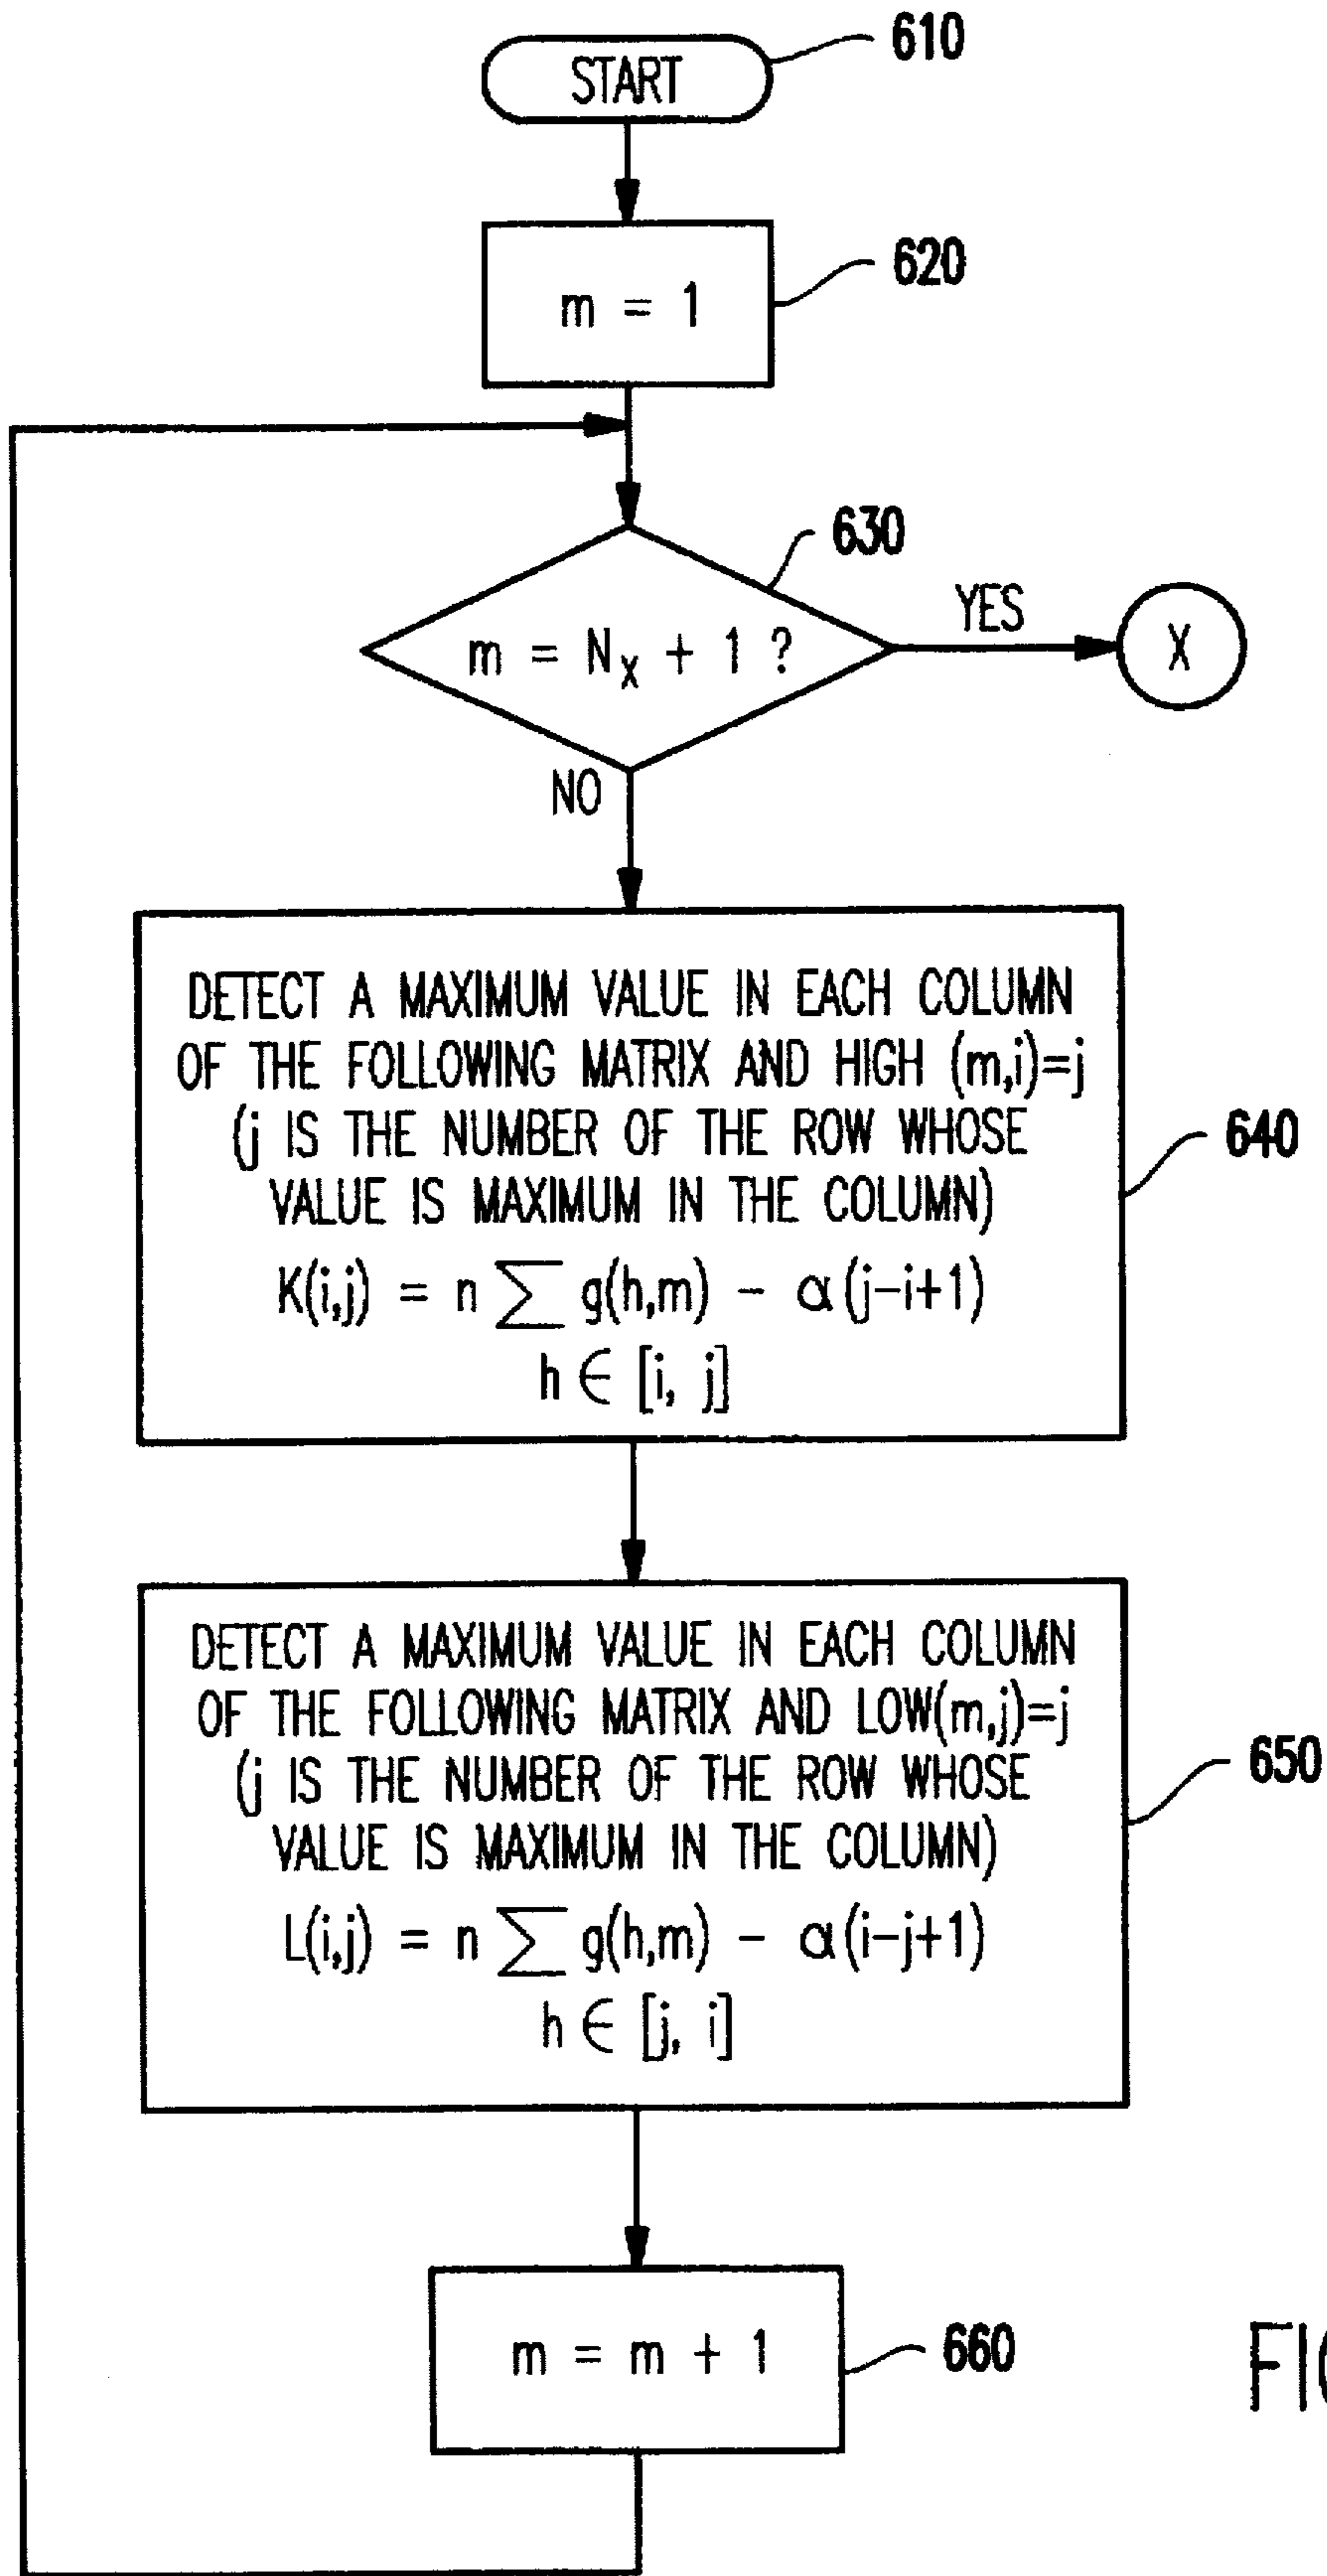 START
610
m = 1
620
630
m = Nₓ + 1 ?
YES
X
NO
DETECT A MAXIMUM VALUE IN EACH COLUMN
OF THE FOLLOWING MATRIX AND HIGH (m,i)=j
(j IS THE NUMBER OF THE ROW WHOSE
VALUE IS MAXIMUM IN THE COLUMN)
K(i,j) = n ∑ g(h,m) - α(j-i+1)
h ∈ [i, j]
640
DETECT A MAXIMUM VALUE IN EACH COLUMN
OF THE FOLLOWING MATRIX AND LOW(m,j)=j
(j IS THE NUMBER OF THE ROW WHOSE
VALUE IS MAXIMUM IN THE COLUMN)
L(i,j) = n ∑ g(h,m) - α(i-j+1)
h ∈ [j, i]
650
m = m + 1
660